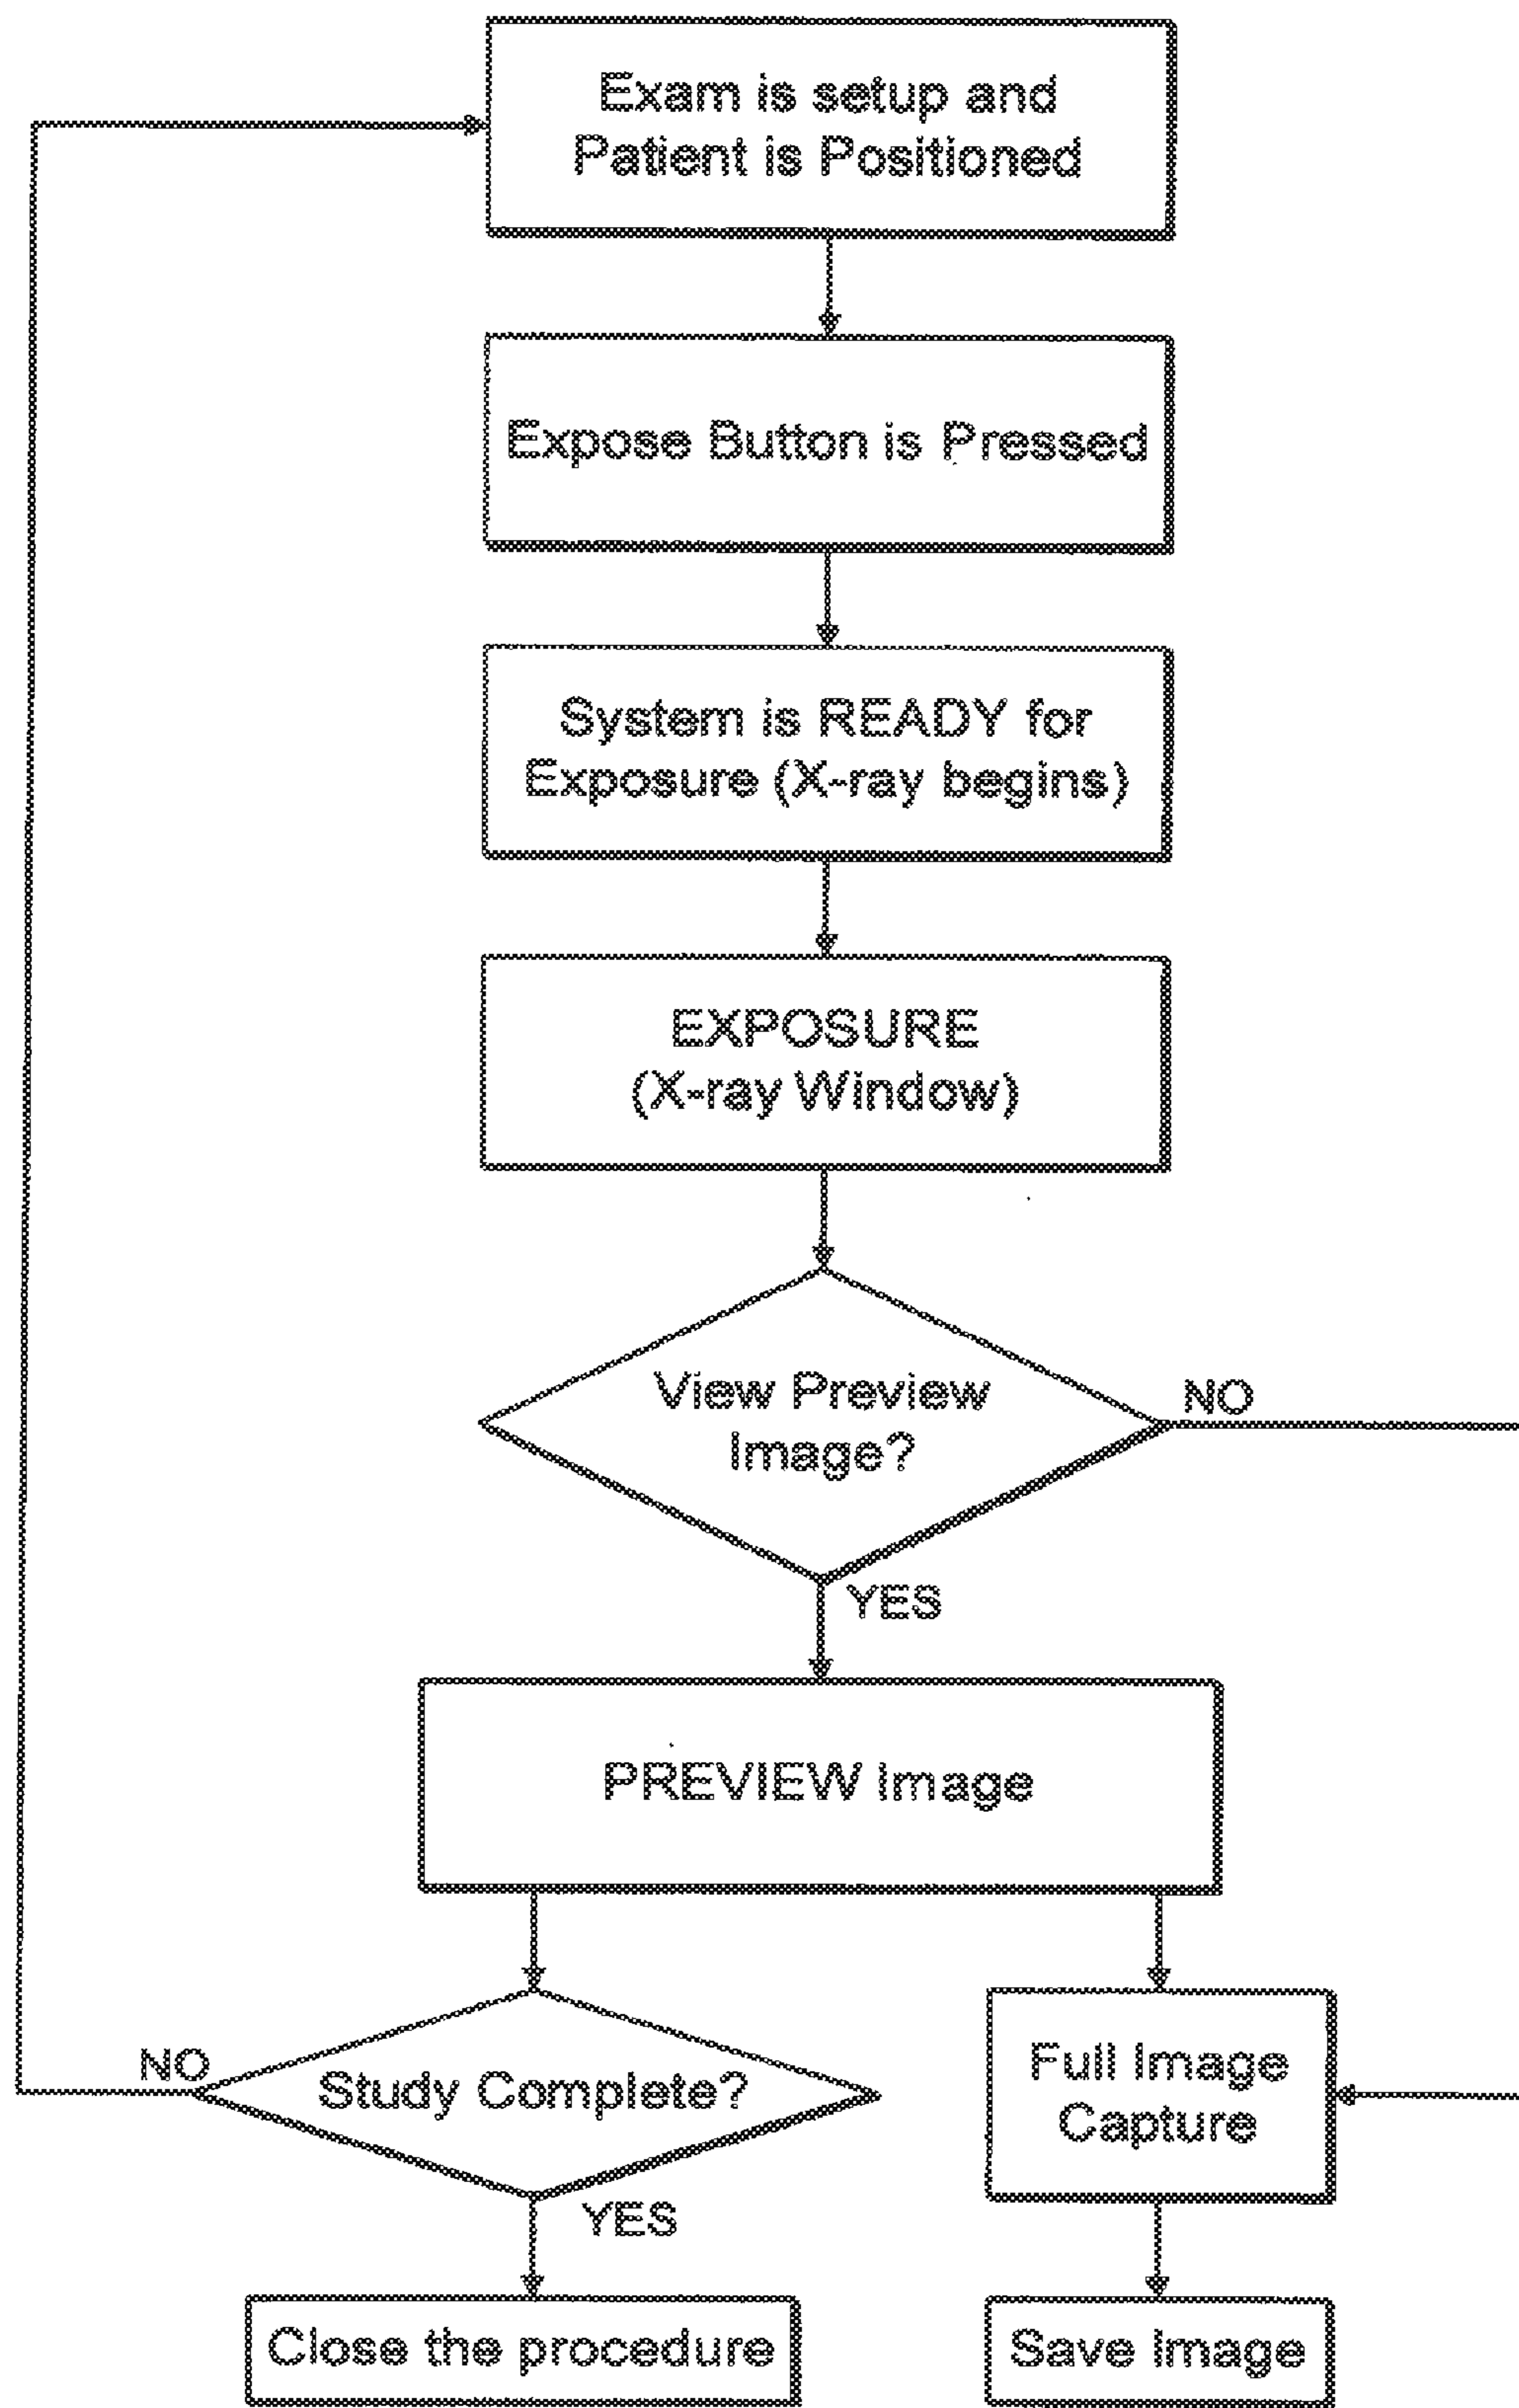 Exam is setup and
Patient is Positioned
Expose Button is Pressed
System is READY for
Exposure (X-ray begins)
EXPOSURE
(X-ray Window)
View Preview
Image?
NO
YES
PREVIEW Image
NO
Study Complete?
Full Image
Capture
YES
Close the procedure
Save Image